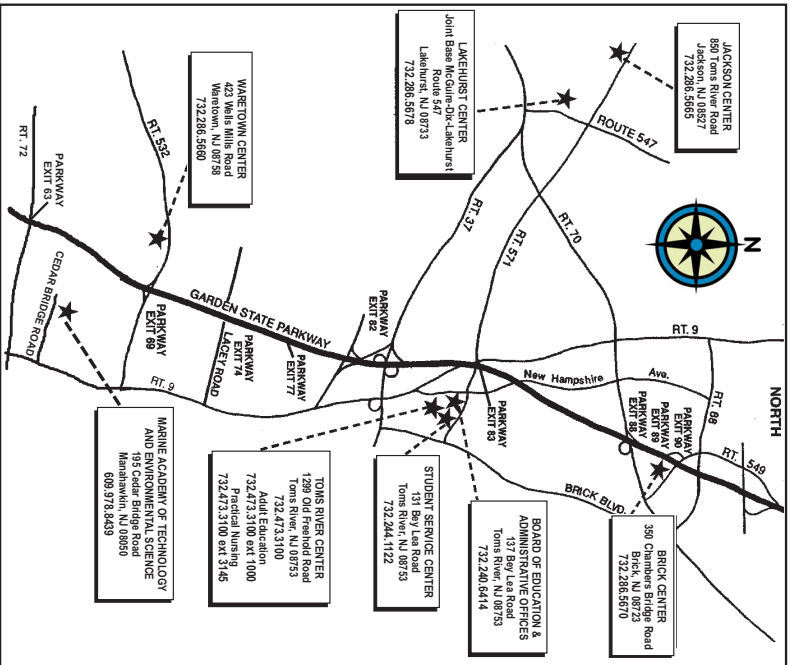 JACKSON CENTER
850 Toms River Road
Jackson, NJ 08527
732.286.5665
LAKEHURST CENTER
Joint Base McGuire-Dix-Lakehurst
Route 547
Lakehurst, NJ 08733
732.286.5678
WARETOWN CENTER
423 Wells Mills Road
Waretown, NJ 08758
732.286.5660
ROUTE 547
N
NORTH
RT. 9
RT. 88
RT. 549
RT. 70
RT. 571
RT. 37
New Hampshire Ave.
PARKWAY
EXIT 90
PARKWAY
EXIT 89
PARKWAY
EXIT 88
BRICK BLVD.
PARKWAY
EXIT 83
PARKWAY
EXIT 82
GARDEN STATE PARKWAY
PARKWAY
EXIT 77
PARKWAY
EXIT 74
LACEY ROAD
PARKWAY
EXIT 69
RT. 532
RT. 9
RT. 72
PARKWAY
EXIT 63
CEDAR BRIDGE ROAD
BRICK CENTER
350 Chambers Bridge Road
Brick, NJ 08723
732.286.5670
BOARD OF EDUCATION &
ADMINISTRATIVE OFFICES
137 Bey Lea Road
Toms River, NJ 08753
732.240.6414
STUDENT SERVICE CENTER
131 Bey Lea Road
Toms River, NJ 08753
732.244.1122
TOMS RIVER CENTER
1299 Old Freehold Road
Toms River, NJ 08753
732.473.3100
Adult Education
732.473.3100 ext 1000
Practical Nursing
732.473.3100 ext 3145
MARINE ACADEMY OF TECHNOLOGY
AND ENVIRONMENTAL SCIENCE
195 Cedar Bridge Road
Manahawkin, NJ 08050
609.978.8439